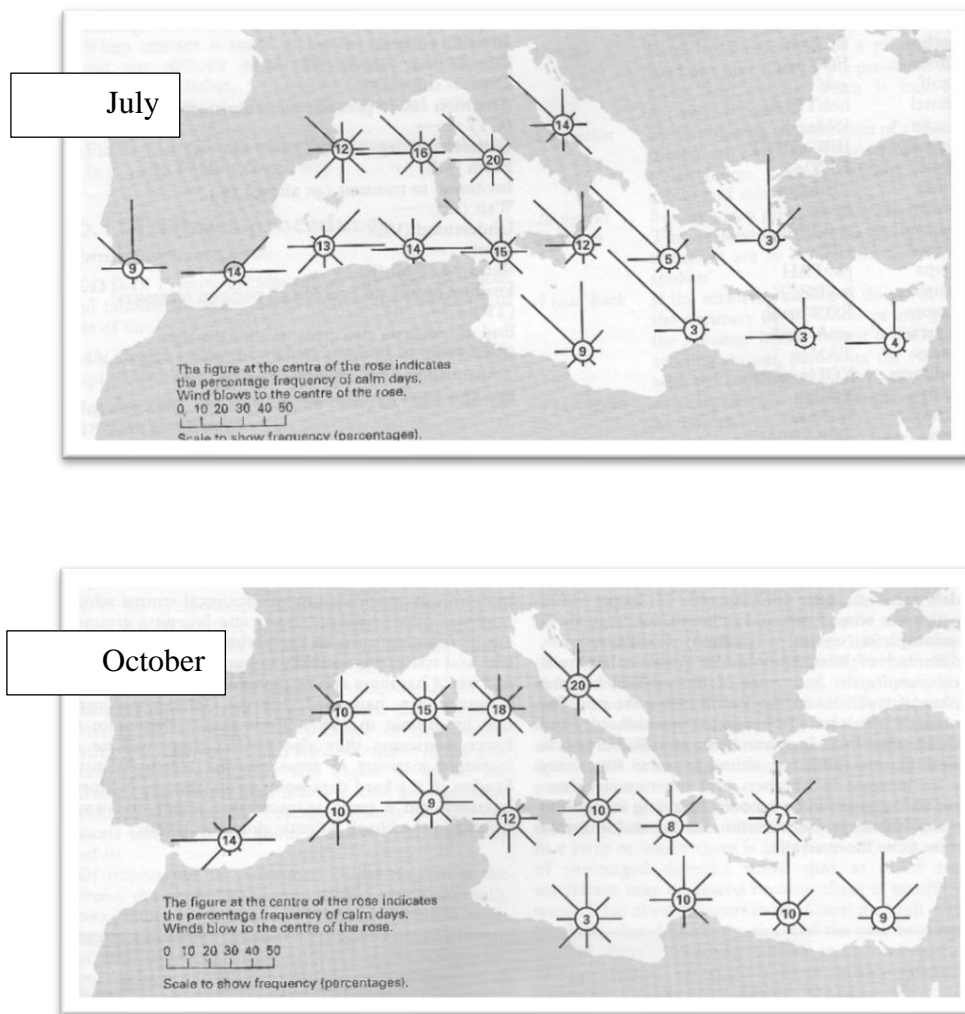 July
14
12 16 20
3
13 14 15 12
5
9 14
3 3 4
9
The figure at the centre of the rose indicates
the percentage frequency of calm days.
Wind blows to the centre of the rose.
0 10 20 30 40 50
Scale to show frequency (percentages).
October
20
10 15 18
10 9 12 10 8 7
14
10
3 10 9
The figure at the centre of the rose indicates
the percentage frequency of calm days.
Winds blow to the centre of the rose.
0 10 20 30 40 50
Scale to show frequency (percentages).